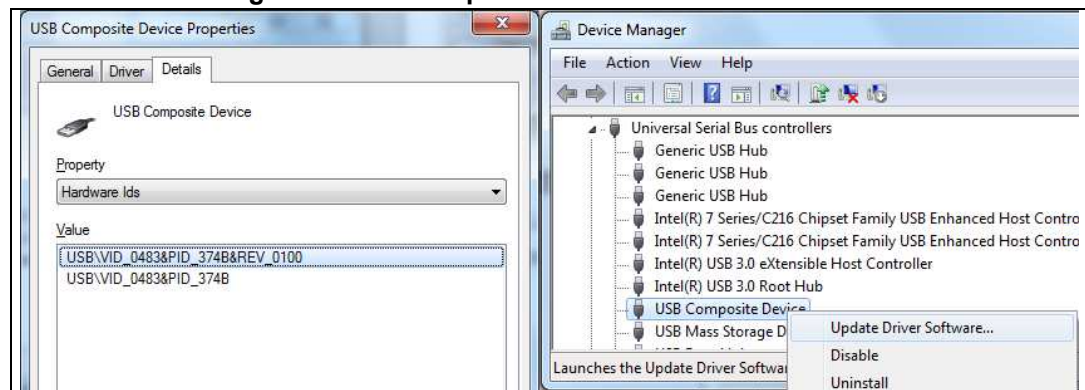 USB Composite Device Properties
General Driver Details
USB Composite Device
Property
Hardware Ids
Value
USB\VID_0483&PID_374B&REV_0100
USB\VID_0483&PID_374B
Device Manager
File Action View Help
Universal Serial Bus controllers
Generic USB Hub
Generic USB Hub
Generic USB Hub
Intel(R) 7 Series/C216 Chipset Family USB Enhanced Host Contro
Intel(R) 7 Series/C216 Chipset Family USB Enhanced Host Contro
Intel(R) USB 3.0 eXtensible Host Controller
Intel(R) USB 3.0 Root Hub
USB Composite Device
USB Mass Storage D
Launches the Update Driver Softwa
Update Driver Software...
Disable
Uninstall